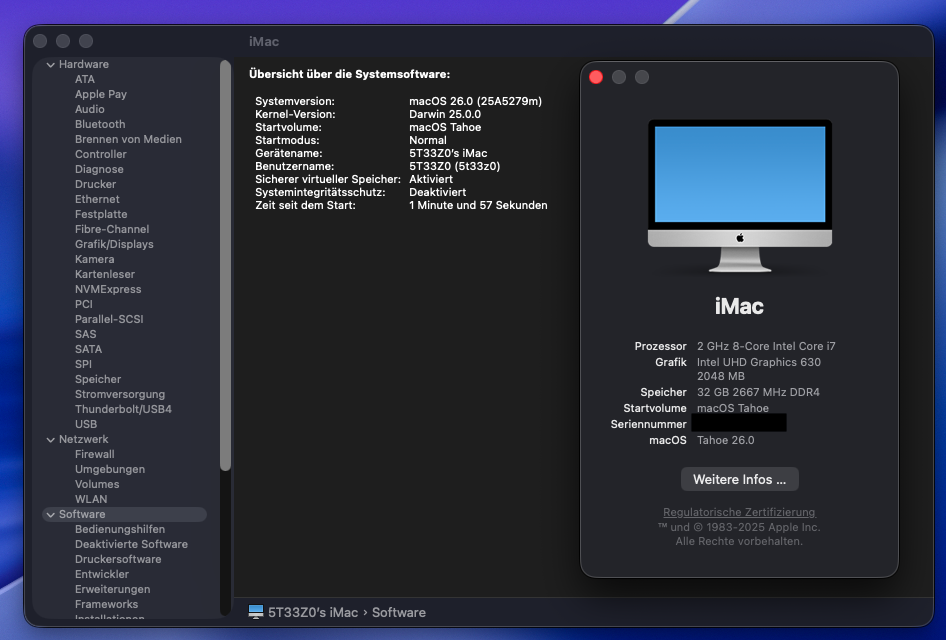 iMac
Hardware
ATA
Apple Pay
Audio
Bluetooth
Brennen von Medien
Controller
Diagnose
Drucker
Ethernet
Festplatte
Fibre-Channel
Grafik/Displays
Kamera
Kartenleser
NVMExpress
PCI
Parallel-SCSI
SAS
SATA
SPI
Speicher
Stromversorgung
Thunderbolt/USB4
USB
Netzwerk
Firewall
Umgebungen
Volumes
WLAN
Software
Bedienungshilfen
Deaktivierte Software
Druckersoftware
Entwickler
Erweiterungen
Frameworks
Installationen
Übersicht über die Systemsoftware:
Systemversion: macOS 26.0 (25A5279m)
Kernel-Version: Darwin 25.0.0
Startvolume: macOS Tahoe
Startmodus: Normal
Gerätename: 5T33Z0's iMac
Benutzername: 5T33Z0 (5t33z0)
Sicherer virtueller Speicher: Aktiviert
Systemintegritätsschutz: Deaktiviert
Zeit seit dem Start: 1 Minute und 57 Sekunden
5T33Z0's iMac › Software
iMac
Prozessor 2 GHz 8-Core Intel Core i7
Grafik Intel UHD Graphics 630
2048 MB
Speicher 32 GB 2667 MHz DDR4
Startvolume macOS Tahoe
Seriennummer
macOS Tahoe 26.0
Weitere Infos ...
Regulatorische Zertifizierung
™ und © 1983-2025 Apple Inc.
Alle Rechte vorbehalten.